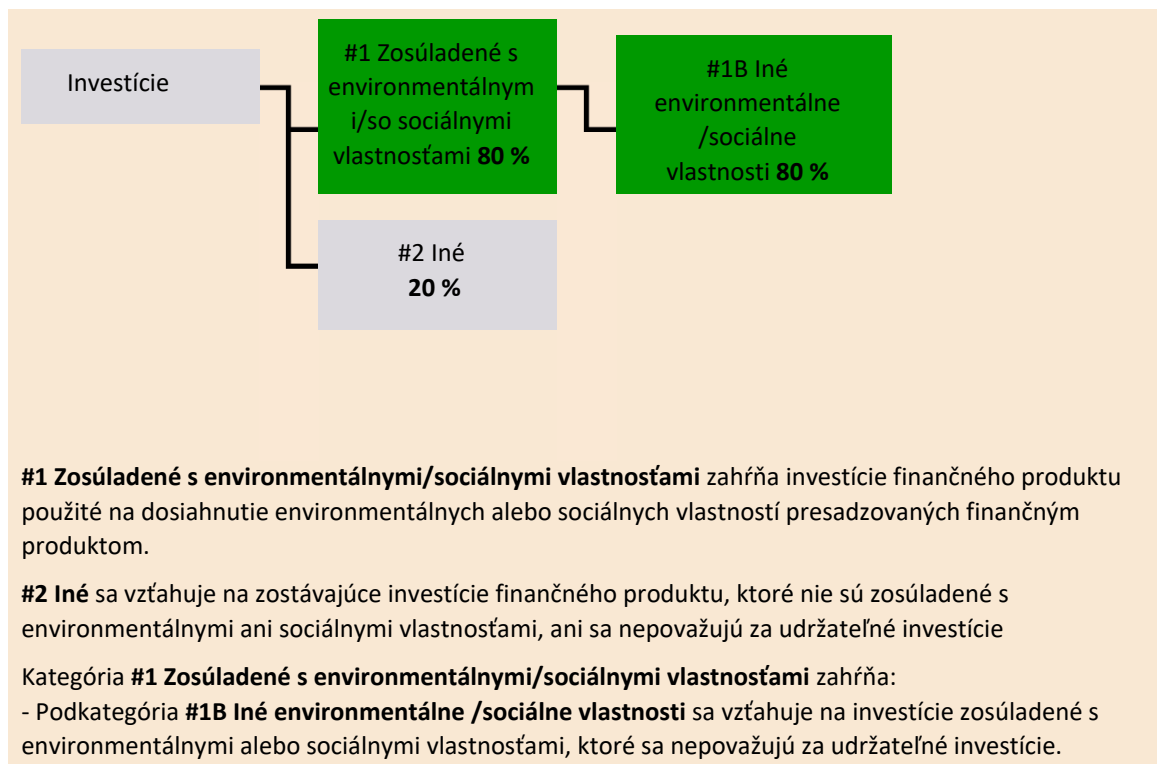 Investície
#1 Zosúladené s
environmentálnym
i/so sociálnymi
vlastnosťami 80 %
#1B Iné
environmentálne
/sociálne
vlastnosti 80 %
#2 Iné
20 %
#1 Zosúladené s environmentálnymi/sociálnymi vlastnosťami zahŕňa investície finančného produktu
použité na dosiahnutie environmentálnych alebo sociálnych vlastností presadzovaných finančným
produktom.
#2 Iné sa vzťahuje na zostávajúce investície finančného produktu, ktoré nie sú zosúladené s
environmentálnymi ani sociálnymi vlastnosťami, ani sa nepovažujú za udržateľné investície
Kategória #1 Zosúladené s environmentálnymi/sociálnymi vlastnosťami zahŕňa:
- Podkategória #1B Iné environmentálne /sociálne vlastnosti sa vzťahuje na investície zosúladené s
environmentálnymi alebo sociálnymi vlastnosťami, ktoré sa nepovažujú za udržateľné investície.